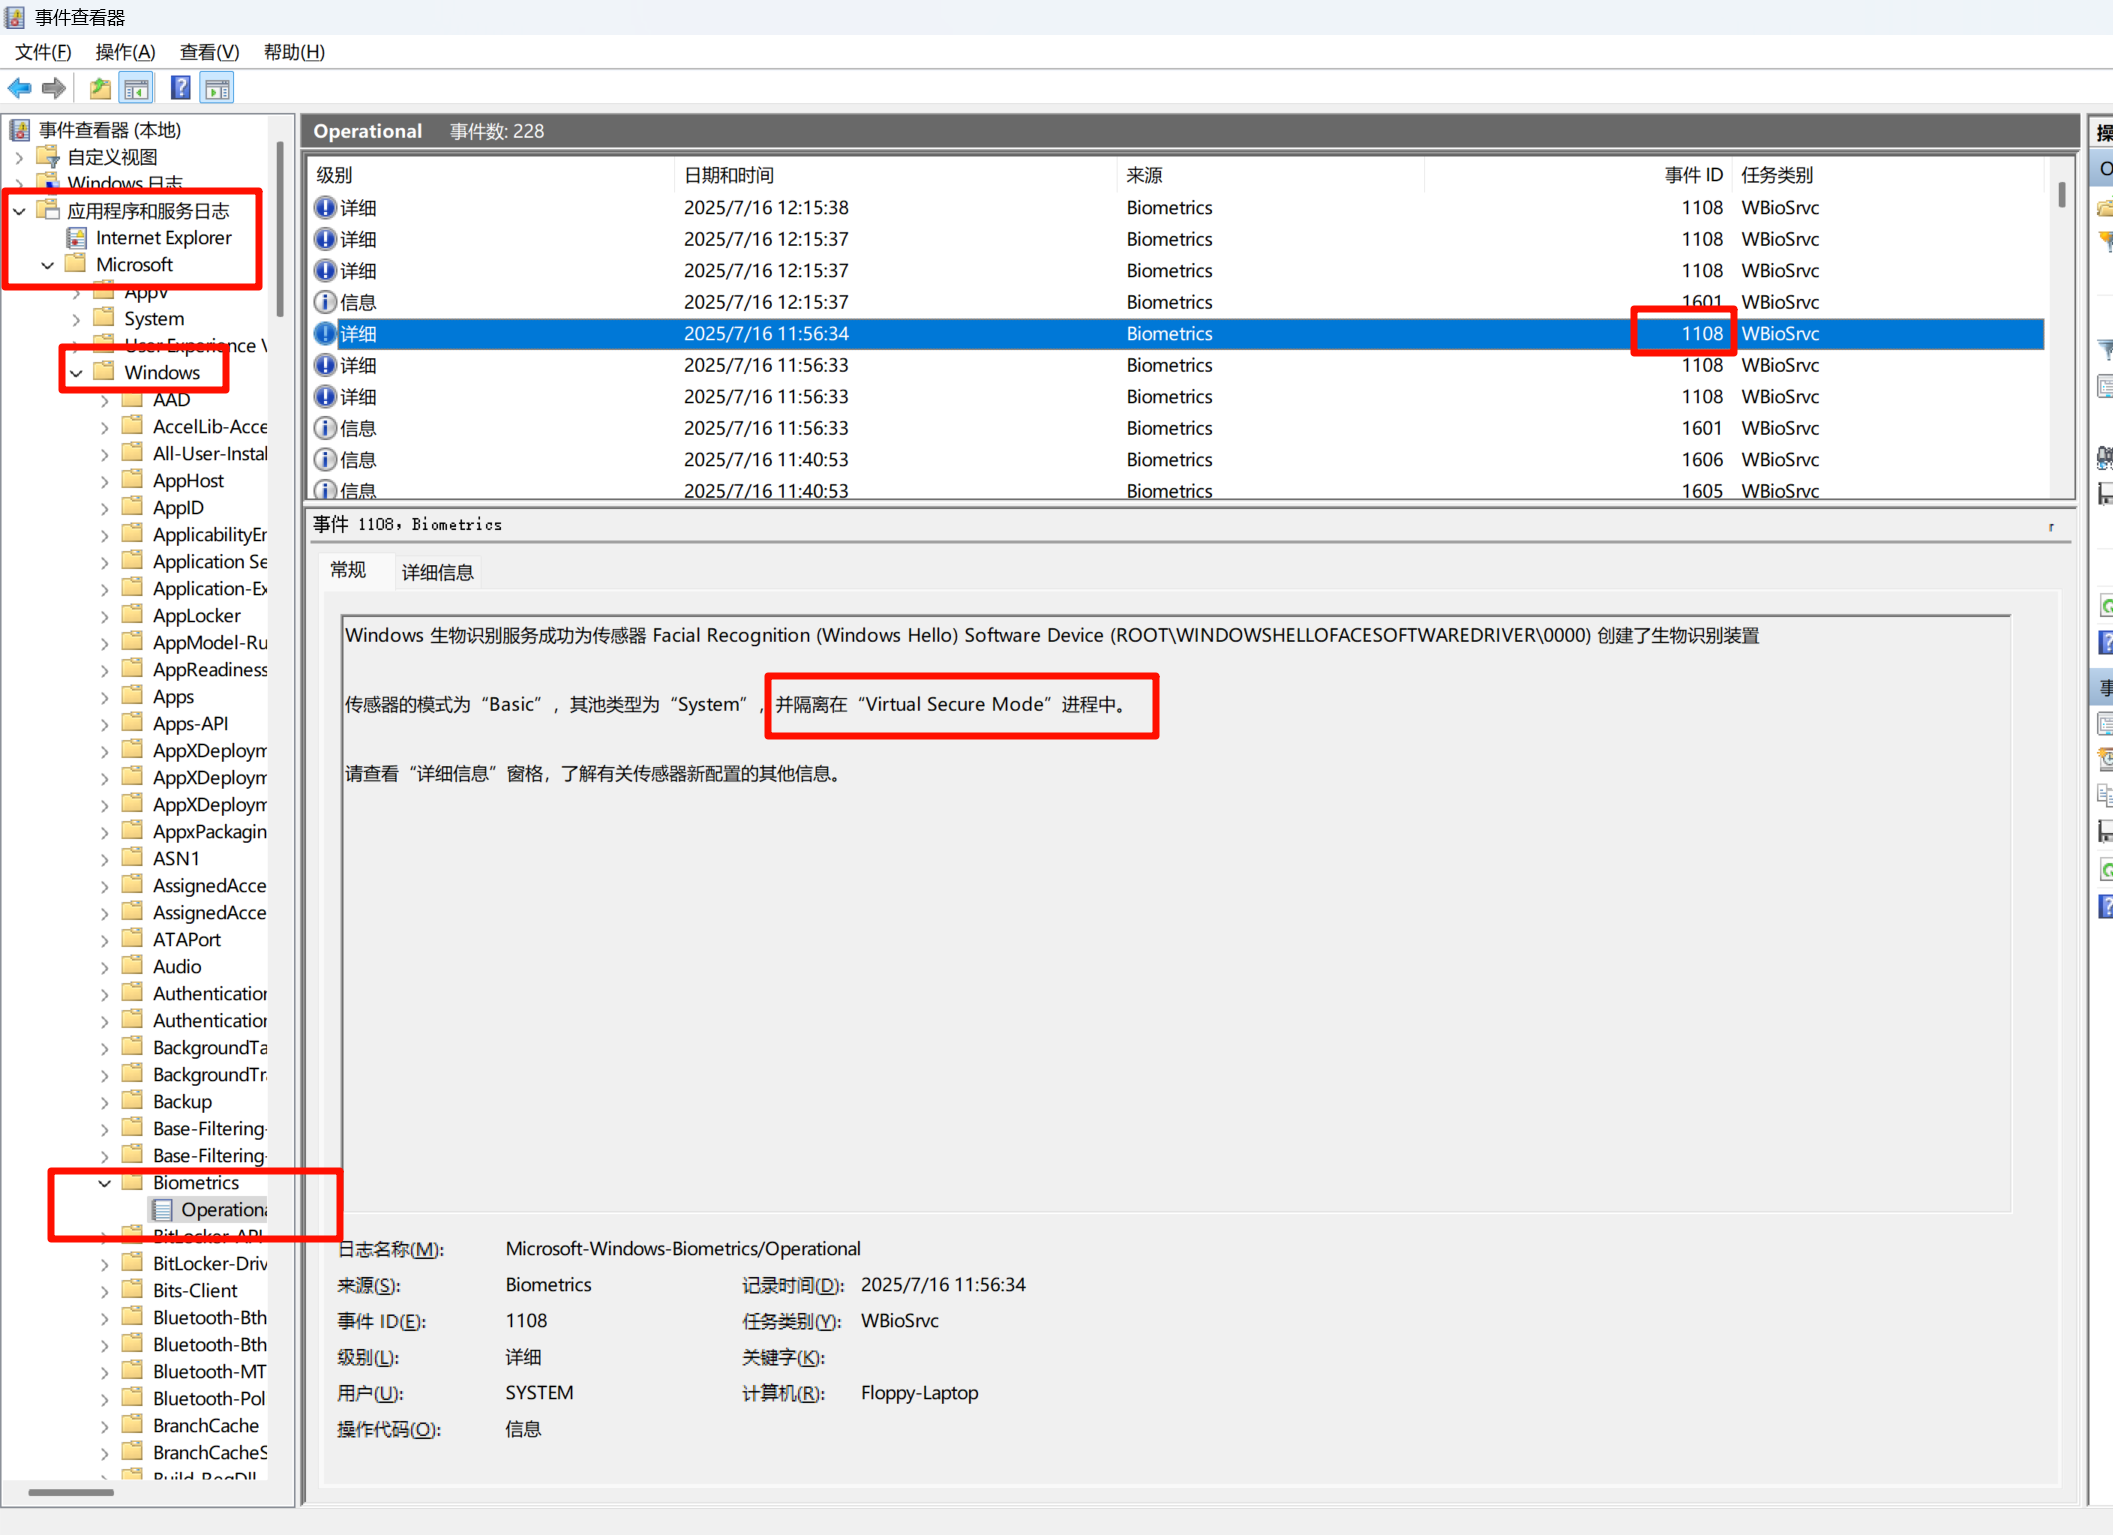 事件查看器
文件(F) 操作(A) 查看(V) 帮助(H)
事件查看器 (本地)
自定义视图
Windows 日志
应用程序和服务日志
Internet Explorer
Microsoft
AppV
System
User Experience V
Windows
AAD
AccelLib-Acce
All-User-Instal
AppHost
AppID
ApplicabilityEn
Application Se
Application-Ex
AppLocker
AppModel-Ru
AppReadiness
Apps
Apps-API
AppXDeploym
AppXDeploym
AppXDeploym
AppxPackagin
ASN1
AssignedAcce
AssignedAcce
ATAPort
Audio
Authentication
Authentication
BackgroundTa
BackgroundTra
Backup
Base-Filtering-
Base-Filtering-
Biometrics
Operationa
BitLocker-API
BitLocker-Driv
Bits-Client
Bluetooth-Bth
Bluetooth-Bth
Bluetooth-MT
Bluetooth-Pol
BranchCache
BranchCacheS
Build-RegDll
Operational 事件数: 228
级别 日期和时间 来源 事件 ID 任务类别
详细 2025/7/16 12:15:38 Biometrics 1108 WBioSrvc
详细 2025/7/16 12:15:37 Biometrics 1108 WBioSrvc
详细 2025/7/16 12:15:37 Biometrics 1108 WBioSrvc
信息 2025/7/16 12:15:37 Biometrics 1601 WBioSrvc
详细 2025/7/16 11:56:34 Biometrics 1108 WBioSrvc
详细 2025/7/16 11:56:33 Biometrics 1108 WBioSrvc
详细 2025/7/16 11:56:33 Biometrics 1108 WBioSrvc
信息 2025/7/16 11:56:33 Biometrics 1601 WBioSrvc
信息 2025/7/16 11:40:53 Biometrics 1606 WBioSrvc
信息 2025/7/16 11:40:53 Biometrics 1605 WBioSrvc
事件 1108，Biometrics
常规 详细信息
Windows 生物识别服务成功为传感器 Facial Recognition (Windows Hello) Software Device (ROOT\WINDOWSHELLOFACESOFTWAREDRIVER\0000) 创建了生物识别装置
传感器的模式为“Basic”，其池类型为“System”，并隔离在“Virtual Secure Mode”进程中。
请查看“详细信息”窗格，了解有关传感器新配置的其他信息。
日志名称(M): Microsoft-Windows-Biometrics/Operational
来源(S): Biometrics 记录时间(D): 2025/7/16 11:56:34
事件 ID(E): 1108 任务类别(Y): WBioSrvc
级别(L): 详细 关键字(K):
用户(U): SYSTEM 计算机(R): Floppy-Laptop
操作代码(O): 信息
操
O
事